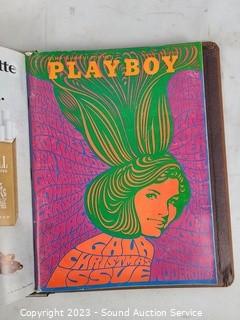 tte
PLAYBOY
GALA
CHRISTMAS
ISSUE
Copyright 2023 - Sound Auction Service